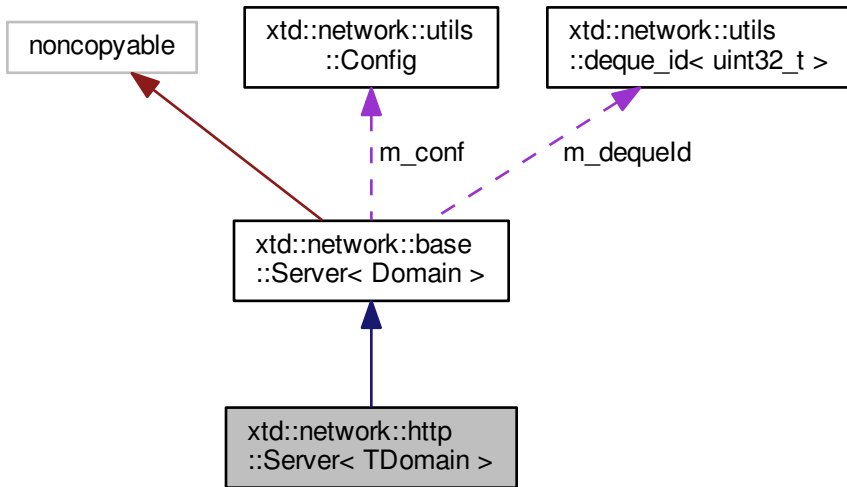 noncopyable
xtd::network::utils
::Config
xtd::network::utils
::deque_id< uint32_t >
m_conf
m_dequeId
xtd::network::base
::Server< Domain >
xtd::network::http
::Server< TDomain >